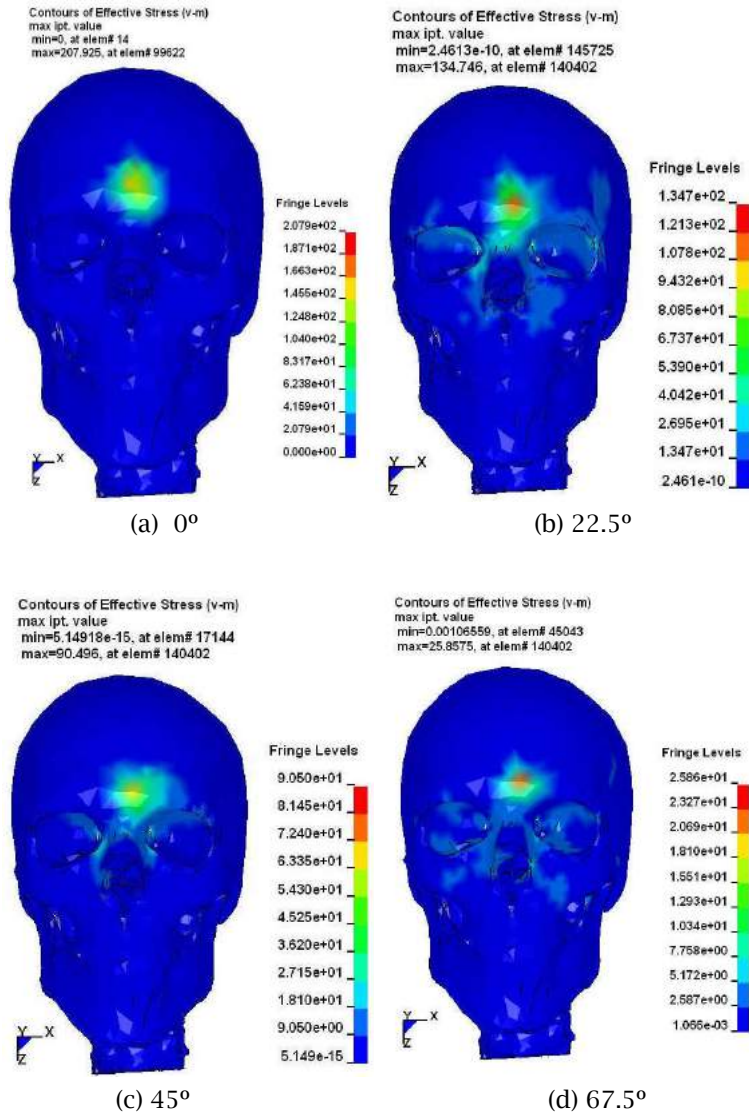 Contours of Effective Stress (v-m)
max ipt. value
min=0, at elem# 14
max=207.925, at elem# 99622
Fringe Levels
2.079e+02
1.871e+02
1.663e+02
1.455e+02
1.248e+02
1.040e+02
8.317e+01
6.238e+01
4.159e+01
2.079e+01
0.000e+00
Y X
Z
(a) 0º
Contours of Effective Stress (v-m)
max ipt. value
min=2.4613e-10, at elem# 145725
max=134.746, at elem# 140402
Fringe Levels
1.347e+02
1.213e+02
1.078e+02
9.432e+01
8.085e+01
6.737e+01
5.390e+01
4.042e+01
2.695e+01
1.347e+01
2.461e-10
Y X
Z
(b) 22.5º
Contours of Effective Stress (v-m)
max ipt. value
min=5.14918e-15, at elem# 17144
max=90.496, at elem# 140402
Fringe Levels
9.050e+01
8.145e+01
7.240e+01
6.335e+01
5.430e+01
4.525e+01
3.620e+01
2.715e+01
1.810e+01
9.050e+00
5.149e-15
Y X
Z
(c) 45º
Contours of Effective Stress (v-m)
max ipt. value
min=0.00106559, at elem# 45043
max=25.8575, at elem# 140402
Fringe Levels
2.586e+01
2.327e+01
2.069e+01
1.810e+01
1.551e+01
1.293e+01
1.034e+01
7.758e+00
5.172e+00
2.587e+00
1.066e-03
Y X
Z
(d) 67.5º